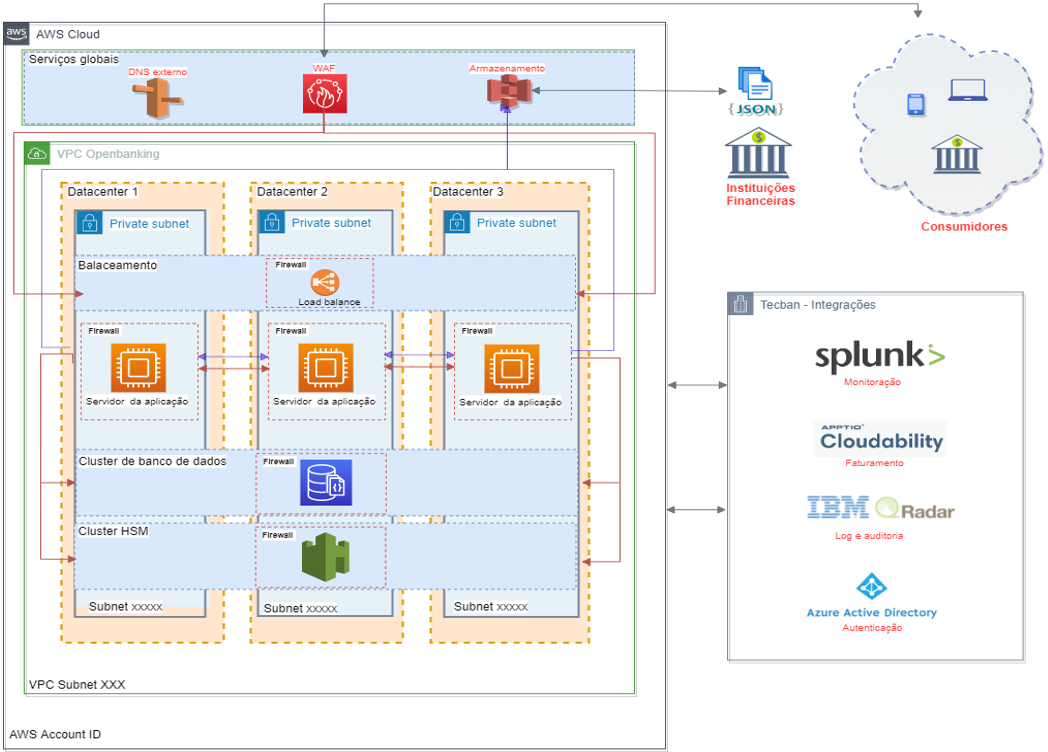 aws
AWS Cloud
Serviços globais
DNS externo
WAF
Armazenamento
{JSON}
Instituições
Financeiras
Consumidores
VPC Openbanking
Datacenter 1
Datacenter 2
Datacenter 3
Private subnet
Private subnet
Private subnet
Balaceamento
Firewall
Load balance
Firewall
Servidor da aplicação
Firewall
Servidor da aplicação
Firewall
Servidor da aplicação
Cluster de banco de dados
Firewall
Cluster HSM
Firewall
Subnet xxxxx
Subnet xxxxx
Subnet xxxxx
VPC Subnet XXX
AWS Account ID
Tecban - Integrações
splunk>
Monitoração
APPTIO
Cloudability
Faturamento
IBM QRadar
Log e auditoria
Azure Active Directory
Autenticação